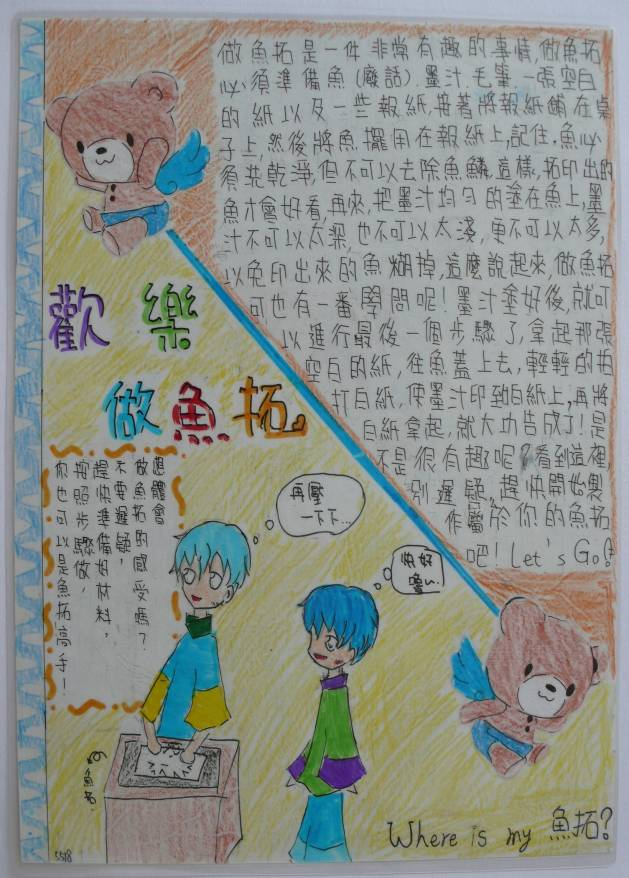 做魚拓是一件非常有趣的事情,做魚拓
必須準備魚(廢話).墨汁.毛筆.一張空白
的紙以及一些報紙,接著將報紙鋪在桌
子上,然後將魚擺用在報紙上,記住,魚必
須洗乾淨,但不可以去除魚鱗,這樣,拓印出的
魚才會好看,再來,把墨汁均勻的塗在魚上,墨
汁不可以太深,也不可以太淺,更不可以太多,
以免印出來的魚糊掉,這麼說起來,做魚拓
可也有一番學問呢!墨汁塗好後,就可
以進行最後一個步驟了,拿起那張
空白的紙,往魚蓋上去,輕輕的拍
打白紙,使墨汁印到白紙上,再將
白紙拿起,就大功告成了!是
不是很有趣呢?看到這裡,
別遲疑,趕快開始製
作屬於你的魚拓
吧!Let's Go!
歡樂
做魚拓
想體會
做魚拓的感受嗎?
不要遲疑,
趕快準備好材料,
按照步驟做,
你也可以是魚拓高手!
再壓
一下下...
快好
嚕~
魚拓.
Where is my 魚拓?
5518